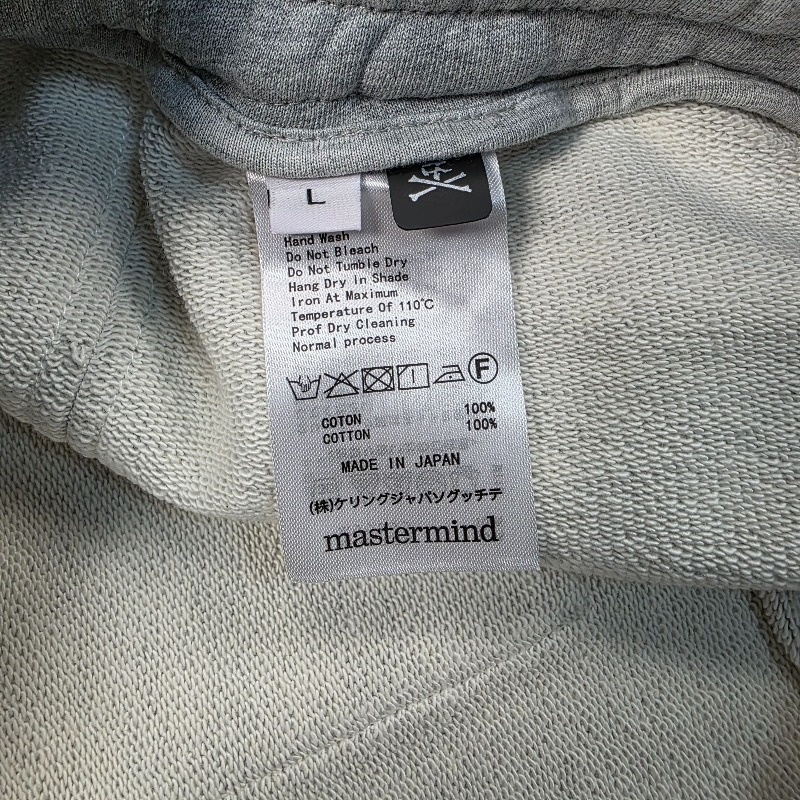 L
Hand Wash
Do Not Bleach
Do Not Tumble Dry
Hang Dry In Shade
Iron At Maximum
Temperature Of 110℃
Prof Dry Cleaning
Normal process
F
COTON 100%
COTTON 100%
MADE IN JAPAN
(株)ケリングジャパソグッチテ
mastermind